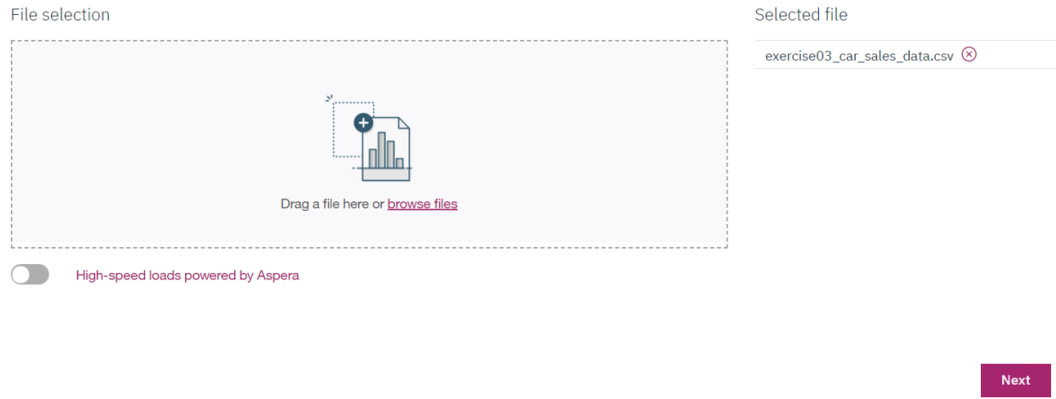 File selection
Selected file
exercise03_car_sales_data.csv
Drag a file here or browse files
High-speed loads powered by Aspera
Next